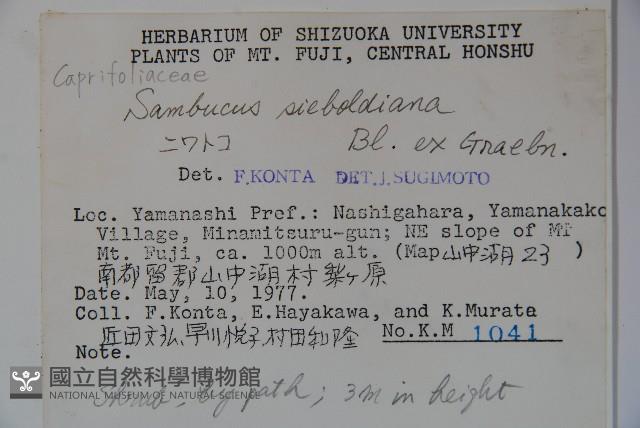 HERBARIUM OF SHIZUOKA UNIVERSITY
PLANTS OF MT. FUJI, CENTRAL HONSHU
Caprifoliaceae
Sambucus sieboldiana
ニワトコ Bl. ex Graebn.
Det. F.KONTA DET.J.SUGIMOTO
Loc. Yamanashi Pref.: Nashigahara, Yamanakako
Village, Minamitsuru-gun; NE slope of Mt
Mt. Fuji, ca. 1000m alt. (Map山中湖23 )
南都留郡山中湖村梨ヶ原
Date. May, 10, 1977.
Coll. F.Konta, E.Hayakawa, and K.Murata
近田文弘,早川悦子,村田和隆 No.K.M 1041
Note.
國立自然科學博物館
NATIONAL MUSEUM OF NATURAL SCIENCE
Shrub; by path; 3m in height